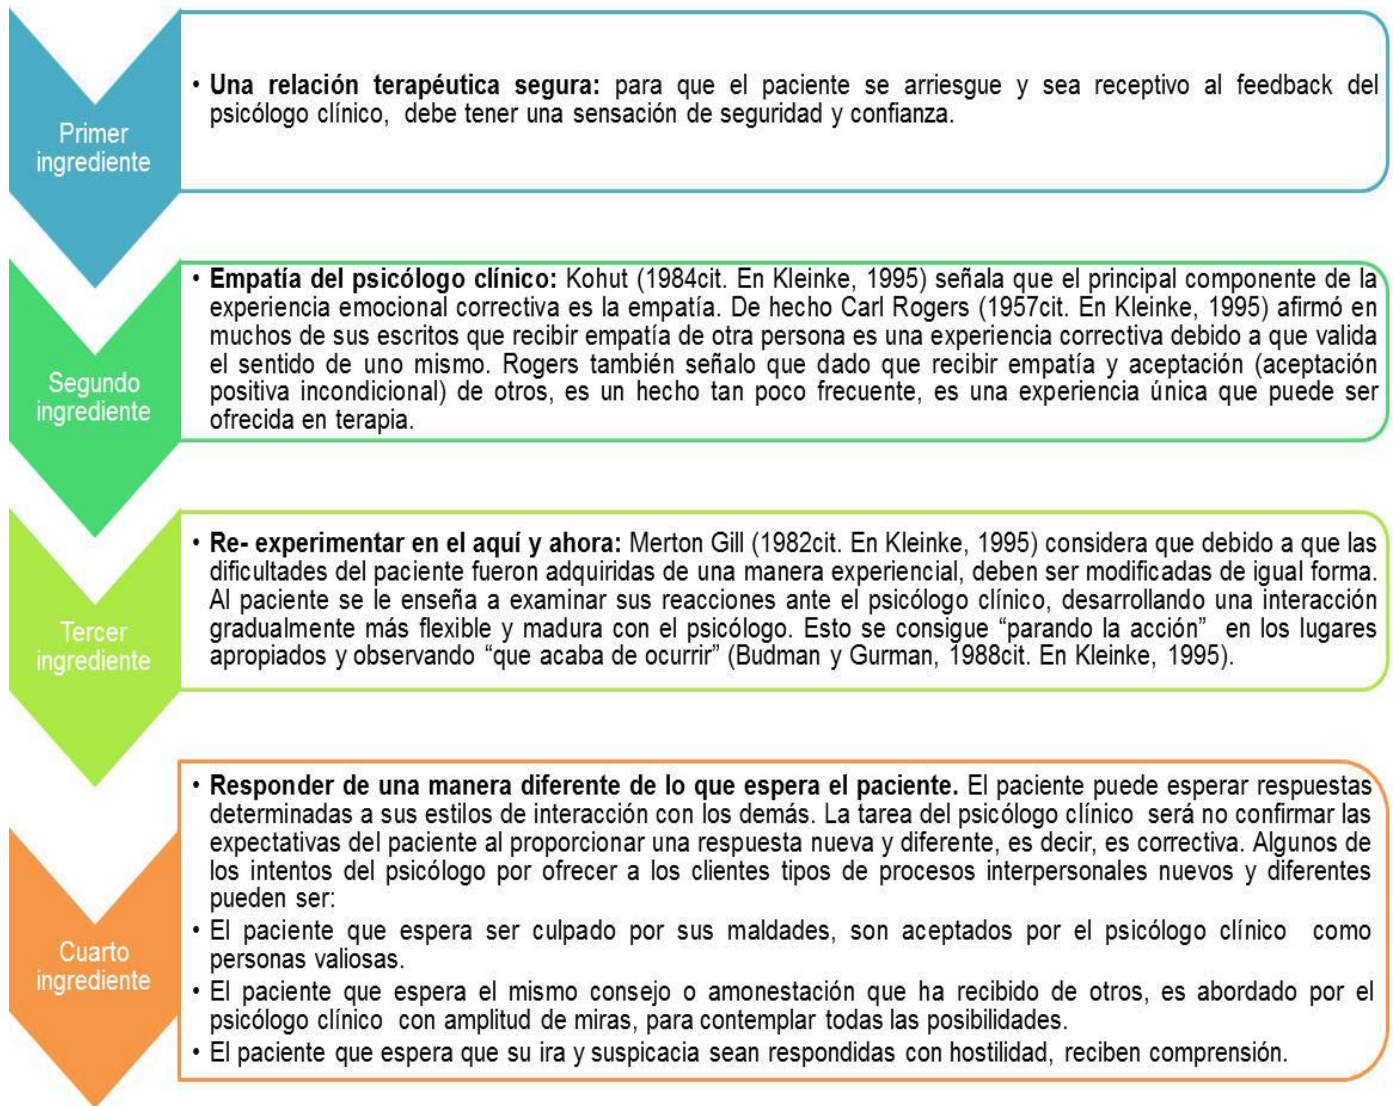 Primer
ingrediente
• Una relación terapéutica segura: para que el paciente se arriesgue y sea receptivo al feedback del
psicólogo clínico, debe tener una sensación de seguridad y confianza.
Segundo
ingrediente
• Empatía del psicólogo clínico: Kohut (1984cit. En Kleinke, 1995) señala que el principal componente de la
experiencia emocional correctiva es la empatía. De hecho Carl Rogers (1957cit. En Kleinke, 1995) afirmó en
muchos de sus escritos que recibir empatía de otra persona es una experiencia correctiva debido a que valida
el sentido de uno mismo. Rogers también señalo que dado que recibir empatía y aceptación (aceptación
positiva incondicional) de otros, es un hecho tan poco frecuente, es una experiencia única que puede ser
ofrecida en terapia.
Tercer
ingrediente
• Re- experimentar en el aquí y ahora: Merton Gill (1982cit. En Kleinke, 1995) considera que debido a que las
dificultades del paciente fueron adquiridas de una manera experiencial, deben ser modificadas de igual forma.
Al paciente se le enseña a examinar sus reacciones ante el psicólogo clínico, desarrollando una interacción
gradualmente más flexible y madura con el psicólogo. Esto se consigue “parando la acción” en los lugares
apropiados y observando “que acaba de ocurrir” (Budman y Gurman, 1988cit. En Kleinke, 1995).
Cuarto
ingrediente
• Responder de una manera diferente de lo que espera el paciente. El paciente puede esperar respuestas
determinadas a sus estilos de interacción con los demás. La tarea del psicólogo clínico será no confirmar las
expectativas del paciente al proporcionar una respuesta nueva y diferente, es decir, es correctiva. Algunos de
los intentos del psicólogo por ofrecer a los clientes tipos de procesos interpersonales nuevos y diferentes
pueden ser:
• El paciente que espera ser culpado por sus maldades, son aceptados por el psicólogo clínico como
personas valiosas.
• El paciente que espera el mismo consejo o amonestación que ha recibido de otros, es abordado por el
psicólogo clínico con amplitud de miras, para contemplar todas las posibilidades.
• El paciente que espera que su ira y suspicacia sean respondidas con hostilidad, reciben comprensión.